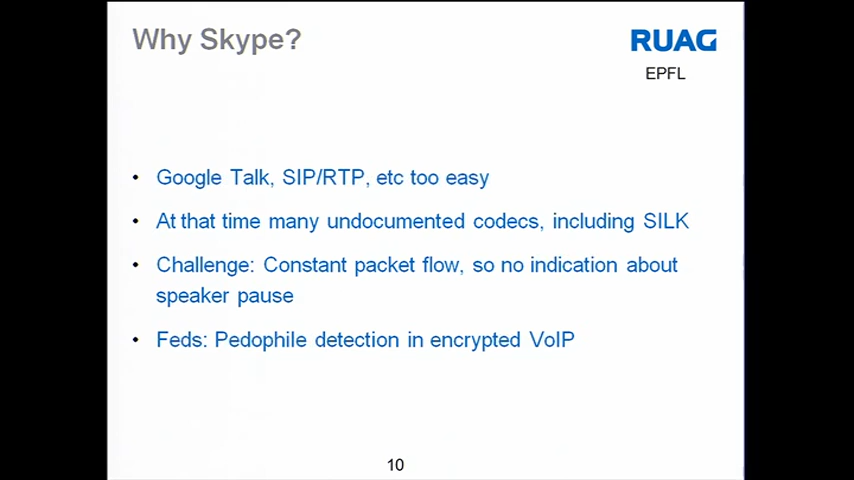 Why Skype?
RUAG
EPFL
• Google Talk, SIP/RTP, etc too easy
• At that time many undocumented codecs, including SILK
• Challenge: Constant packet flow, so no indication about
speaker pause
• Feds: Pedophile detection in encrypted VoIP
10